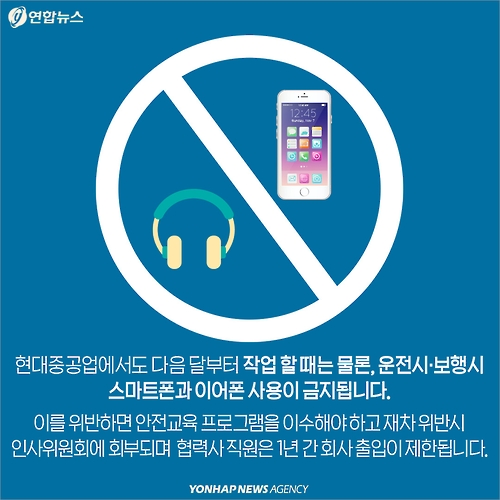 연합뉴스
12:45
현대중공업에서도 다음 달부터 작업 할 때는 물론, 운전시·보행시
스마트폰과 이어폰 사용이 금지됩니다.
이를 위반하면 안전교육 프로그램을 이수해야 하고 재차 위반시
인사위원회에 회부되며 협력사 직원은 1년 간 회사 출입이 제한됩니다.
YONHAP NEWS AGENCY